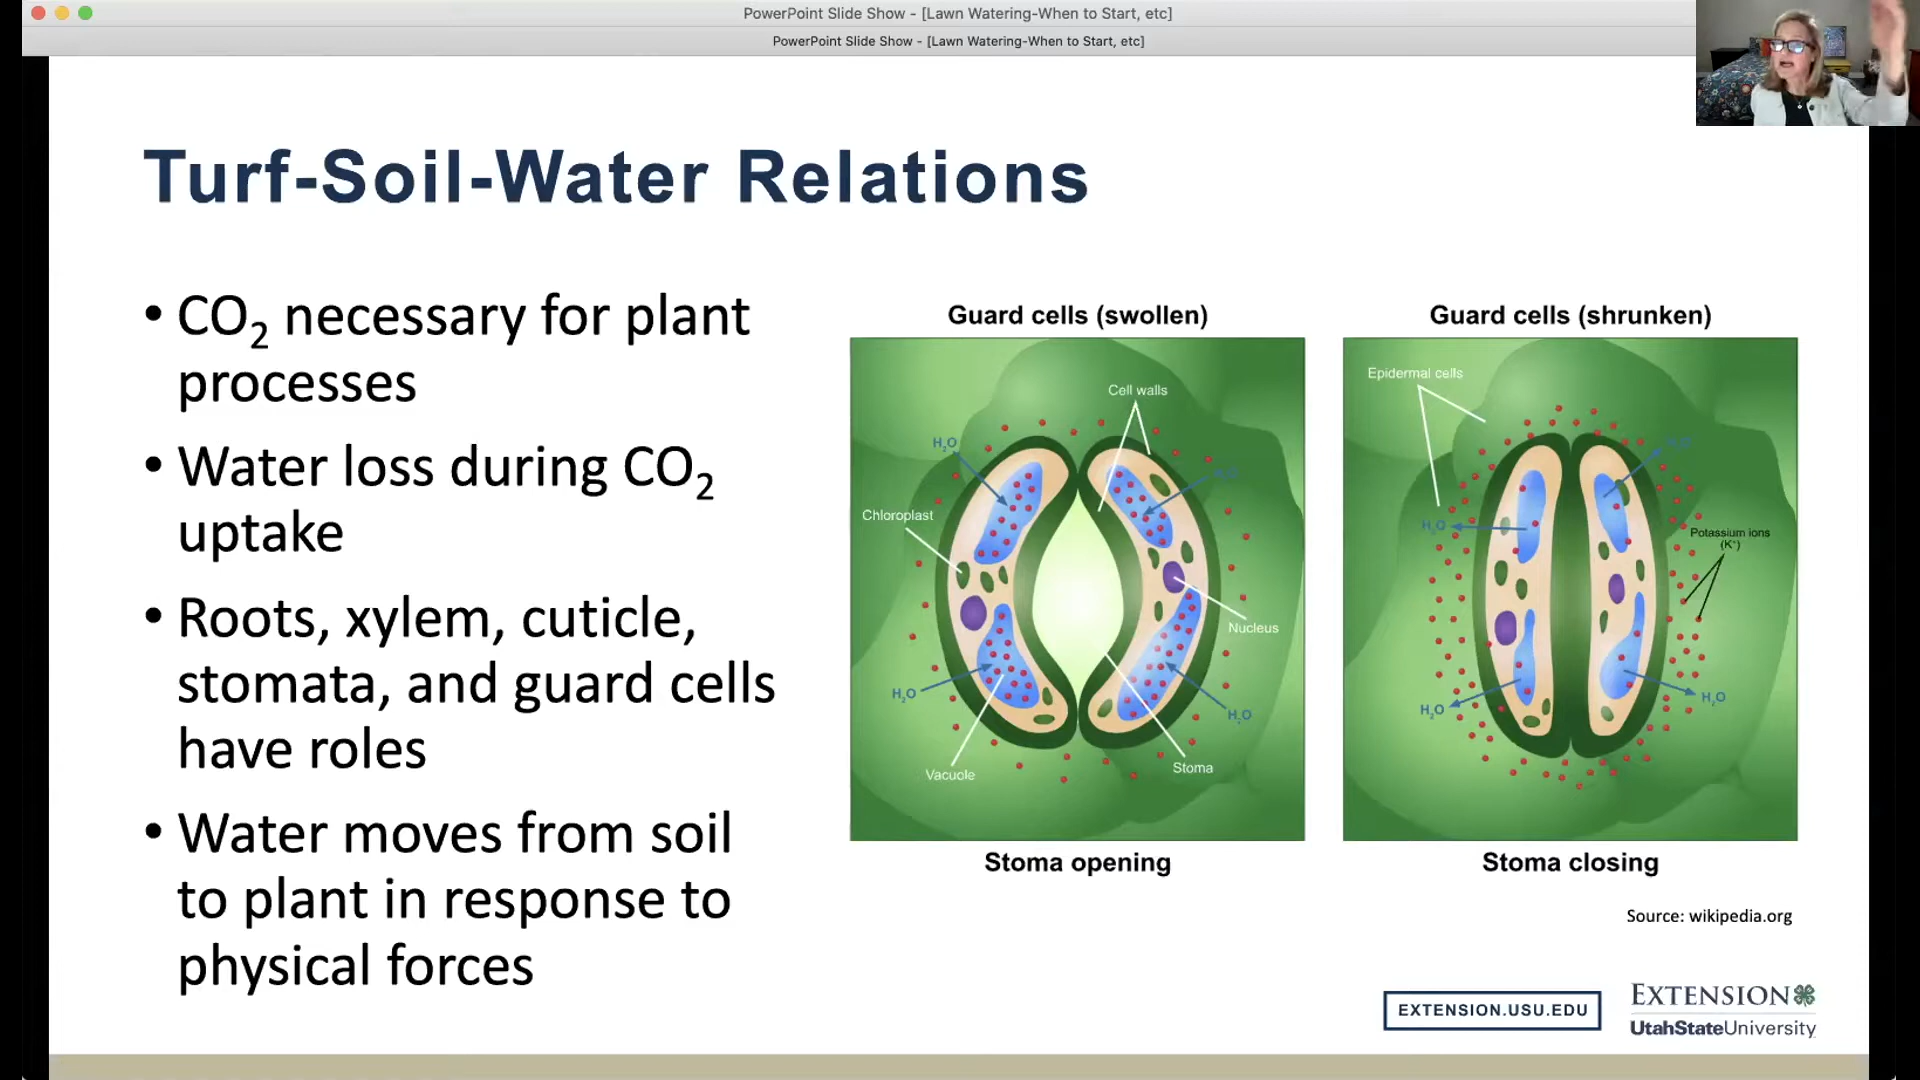 PowerPoint Slide Show - [Lawn Watering-When to Start, etc]
PowerPoint Slide Show - [Lawn Watering-When to Start, etc]
Turf-Soil-Water Relations
• CO₂ necessary for plant
processes
• Water loss during CO₂
uptake
• Roots, xylem, cuticle,
stomata, and guard cells
have roles
• Water moves from soil
to plant in response to
physical forces
Guard cells (swollen)
Cell walls
H₂O
H₂O
Chloroplast
Nucleus
H₂O
H₂O
Vacuole
Stoma
Stoma opening
Guard cells (shrunken)
Epidermal cells
H₂O
H₂O
Potassium ions
(K⁺)
H₂O
H₂O
Stoma closing
Source: wikipedia.org
EXTENSION.USU.EDU
EXTENSION
UtahStateUniversity